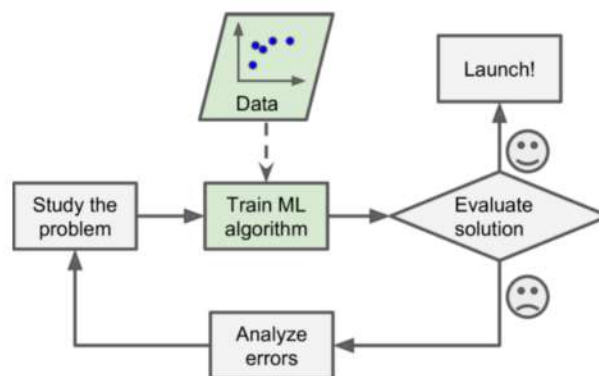 Data
Launch!
Study the
problem
Train ML
algorithm
Evaluate
solution
Analyze
errors